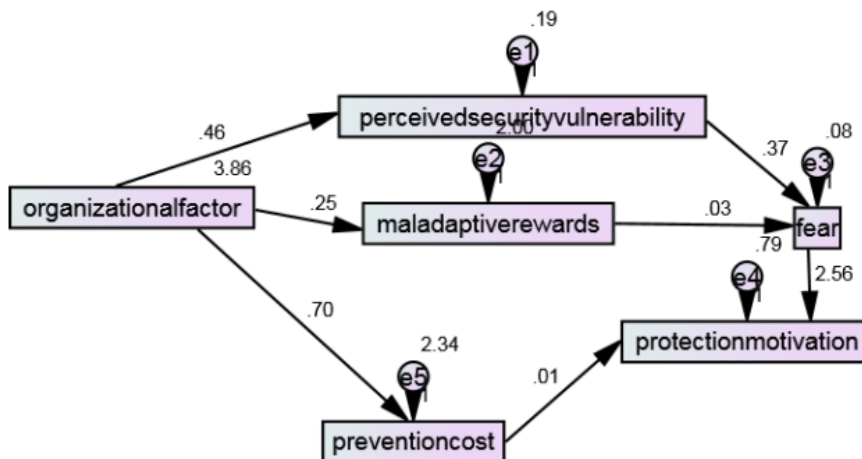 .19
e1
perceivedsecurityvulnerability
.46
3.86
2.00
.08
e2
.37
e3
organizationalfactor
.25
maladaptiverewards
.03
fear
.79
e4
2.56
.70
protectionmotivation
2.34
e5
.01
preventioncost